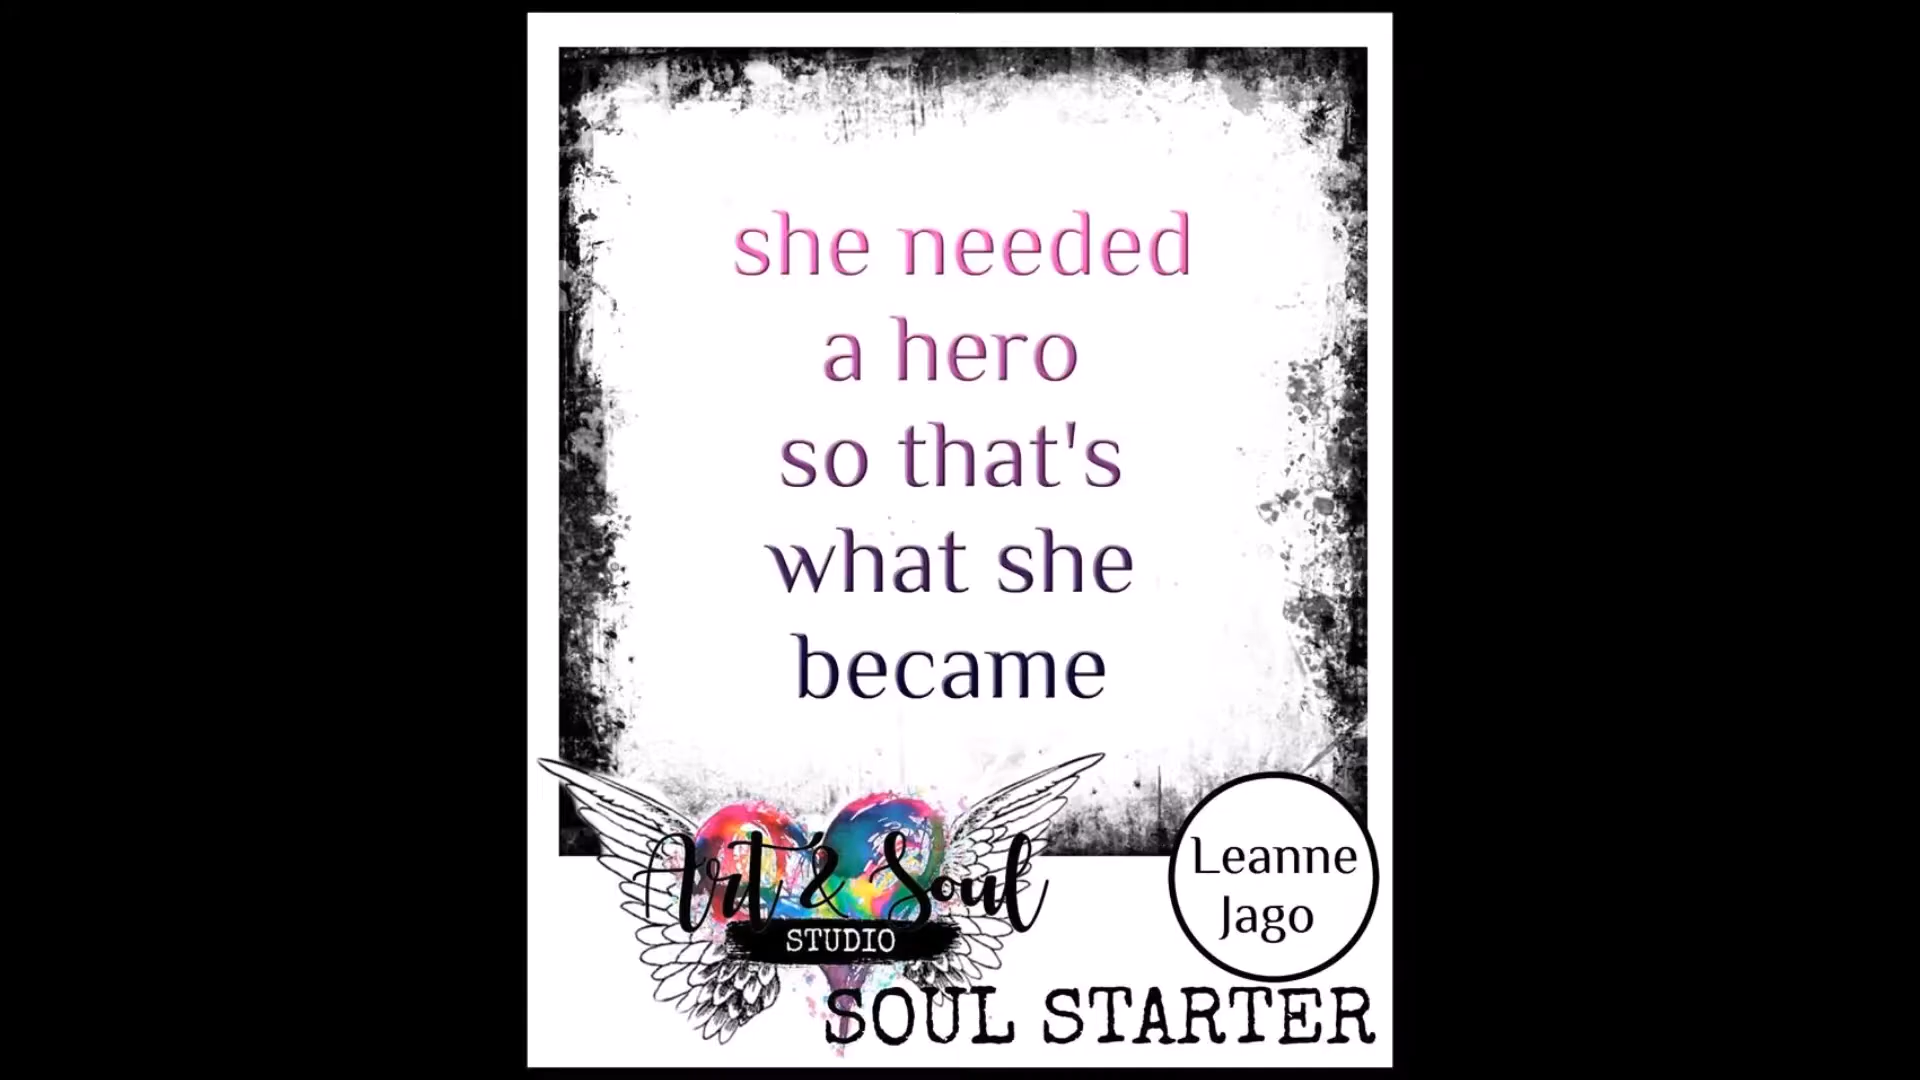 she needed
a hero
so that's
what she
became
Art & Soul
STUDIO
Leanne
Jago
SOUL STARTER